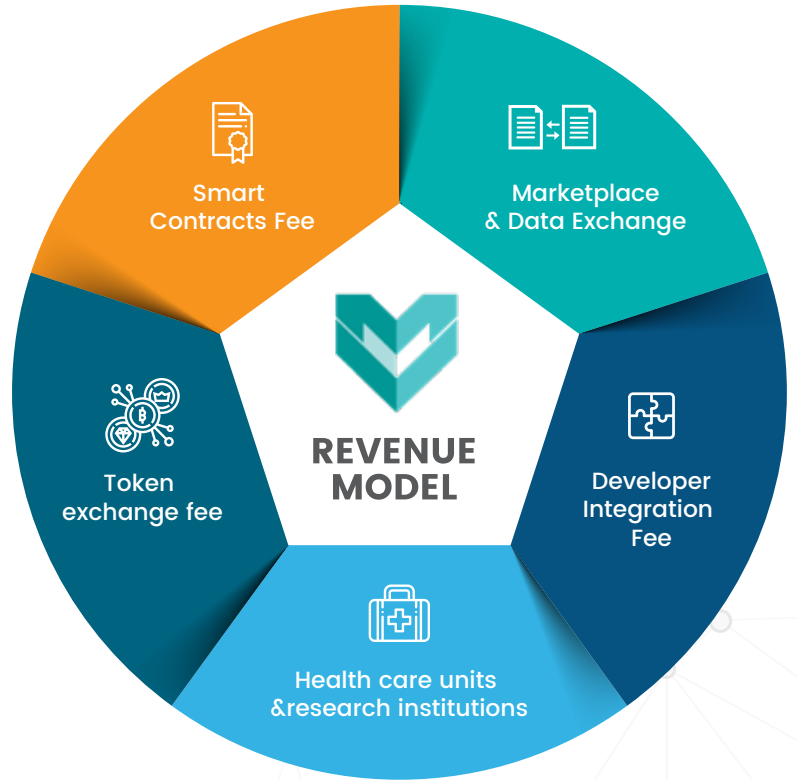 Smart
Contracts Fee
Marketplace
& Data Exchange
REVENUE
MODEL
Token
exchange fee
Developer
Integration
Fee
Health care units
&research institutions